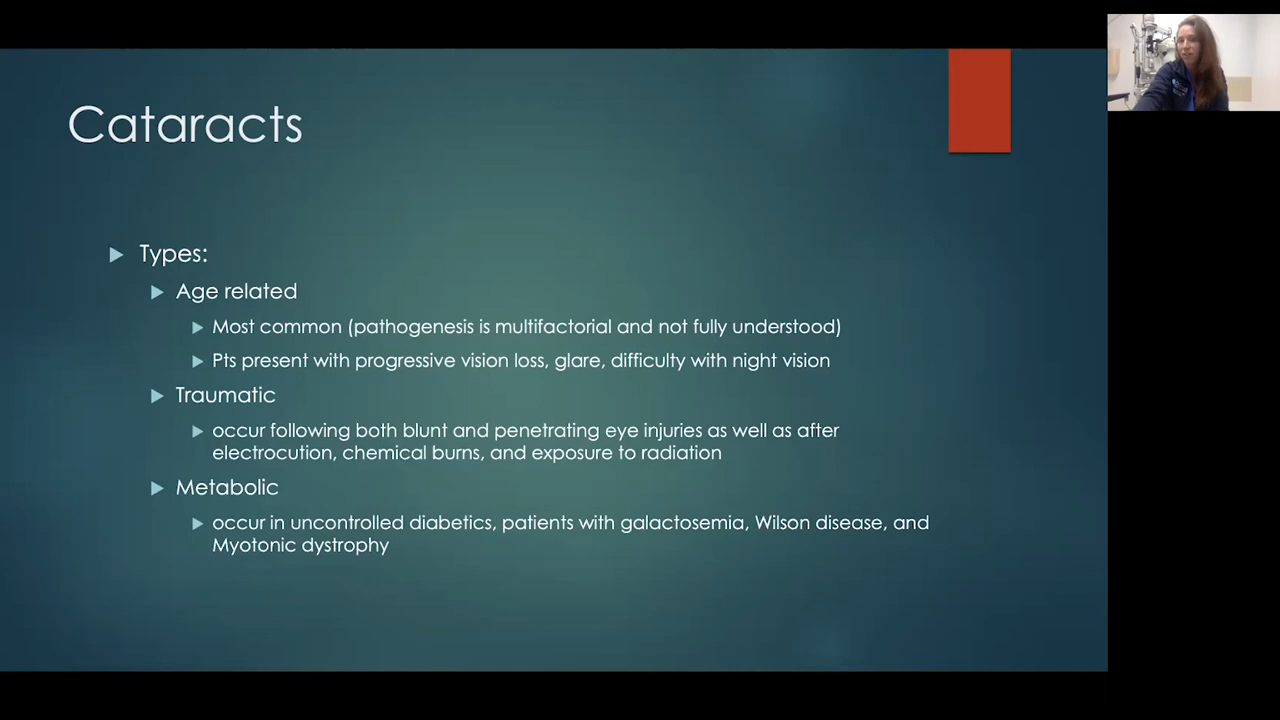 Cataracts
Types:
Age related
Most common (pathogenesis is multifactorial and not fully understood)
Pts present with progressive vision loss, glare, difficulty with night vision
Traumatic
occur following both blunt and penetrating eye injuries as well as after
electrocution, chemical burns, and exposure to radiation
Metabolic
occur in uncontrolled diabetics, patients with galactosemia, Wilson disease, and
Myotonic dystrophy